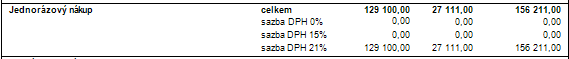 Jednorázový nákup celkem 129 100,00 27 111,00 156 211,00
sazba DPH 0% 0,00 0,00 0,00
sazba DPH 15% 0,00 0,00 0,00
sazba DPH 21% 129 100,00 27 111,00 156 211,00